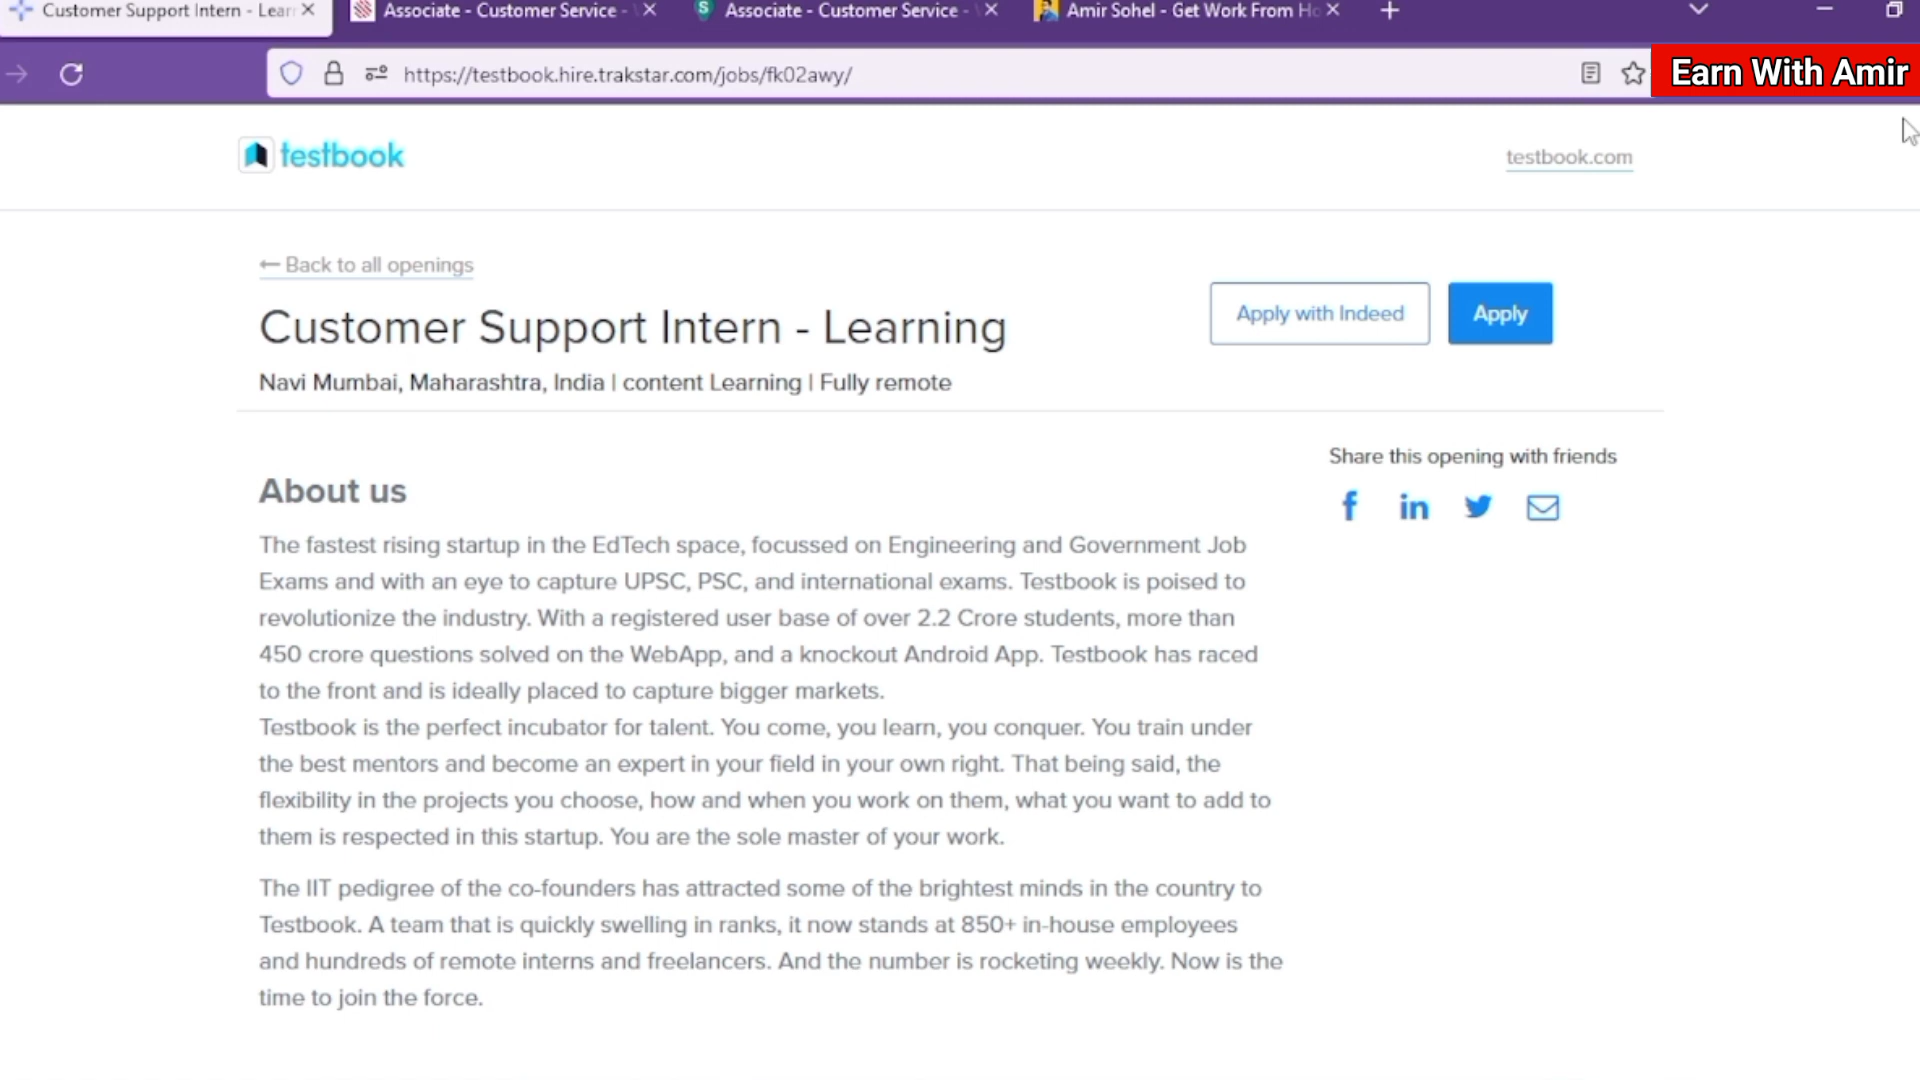 Customer Support Intern - Lear
Associate - Customer Service -
S
Associate - Customer Service -
Amir Sohel - Get Work From Ho
https://testbook.hire.trakstar.com/jobs/fk02awy/
Earn With Amir
testbook
testbook.com
Back to all openings
Customer Support Intern - Learning
Apply with Indeed
Apply
Navi Mumbai, Maharashtra, India | content Learning | Fully remote
Share this opening with friends
About us
The fastest rising startup in the EdTech space, focussed on Engineering and Government Job
Exams and with an eye to capture UPSC, PSC, and international exams. Testbook is poised to
revolutionize the industry. With a registered user base of over 2.2 Crore students, more than
450 crore questions solved on the WebApp, and a knockout Android App. Testbook has raced
to the front and is ideally placed to capture bigger markets.
Testbook is the perfect incubator for talent. You come, you learn, you conquer. You train under
the best mentors and become an expert in your field in your own right. That being said, the
flexibility in the projects you choose, how and when you work on them, what you want to add to
them is respected in this startup. You are the sole master of your work.
The IIT pedigree of the co-founders has attracted some of the brightest minds in the country to
Testbook. A team that is quickly swelling in ranks, it now stands at 850+ in-house employees
and hundreds of remote interns and freelancers. And the number is rocketing weekly. Now is the
time to join the force.